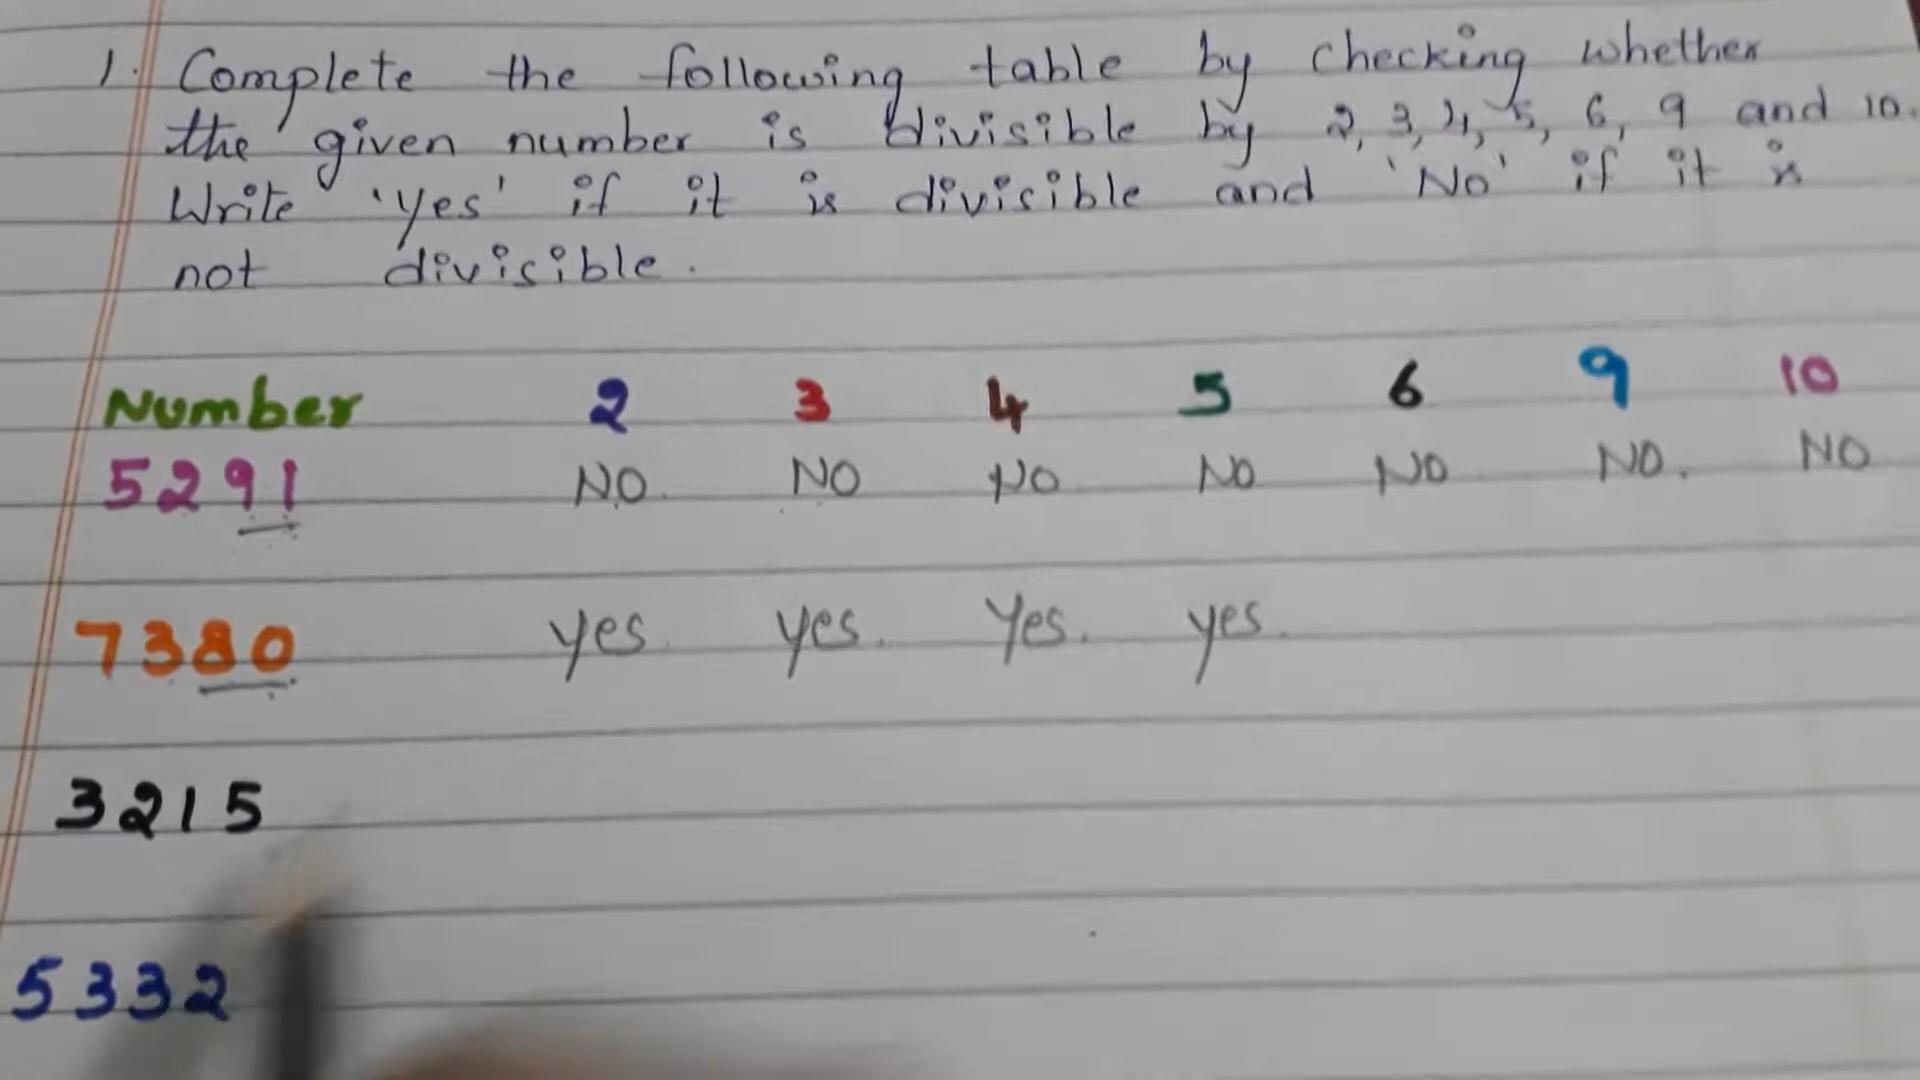 1. Complete the following table by checking whether
the given number is divisible by 2, 3, 4, 5, 6, 9 and 10.
Write 'yes' if it is divisible and 'No' if it is
not divisible.
Number 2 3 4 5 6 9 10
5291 NO. NO NO NO NO NO. NO
7380 yes. yes. Yes. yes.
3215
5332